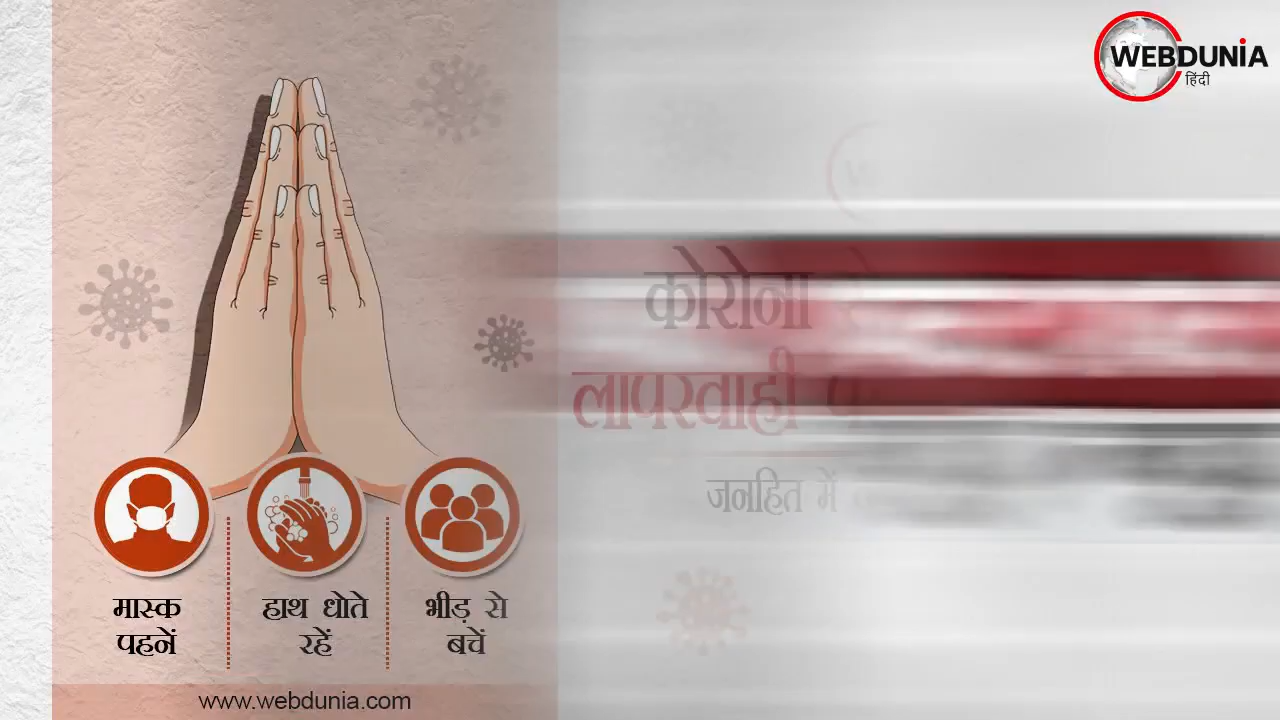 WEBDUNIA
हिंदी
कोरोना
लापरवाही
जनहित में
मास्क
पहनें
हाथ धोते
रहें
भीड़ से
बचें
www.webdunia.com